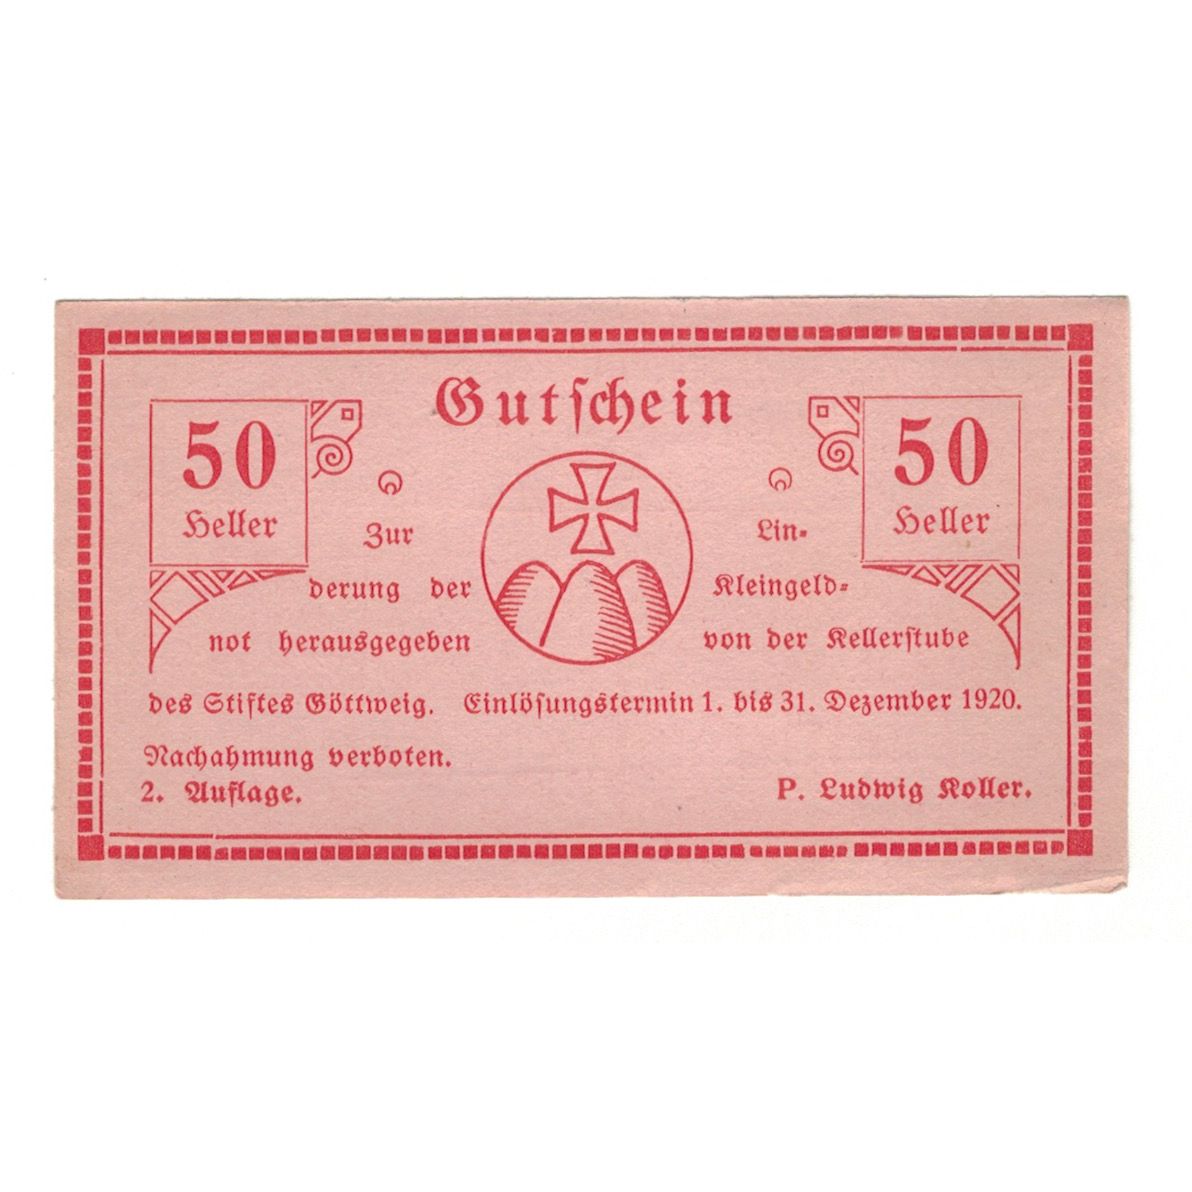 Gutschein
50 50
Heller Heller
Zur Lin-
derung der Kleingeld-
not herausgegeben von der Kellerstube
des Stiftes Göttweig. Einlösungstermin 1. bis 31. Dezember 1920.
Nachahmung verboten.
2. Auflage. P. Ludwig Koller.